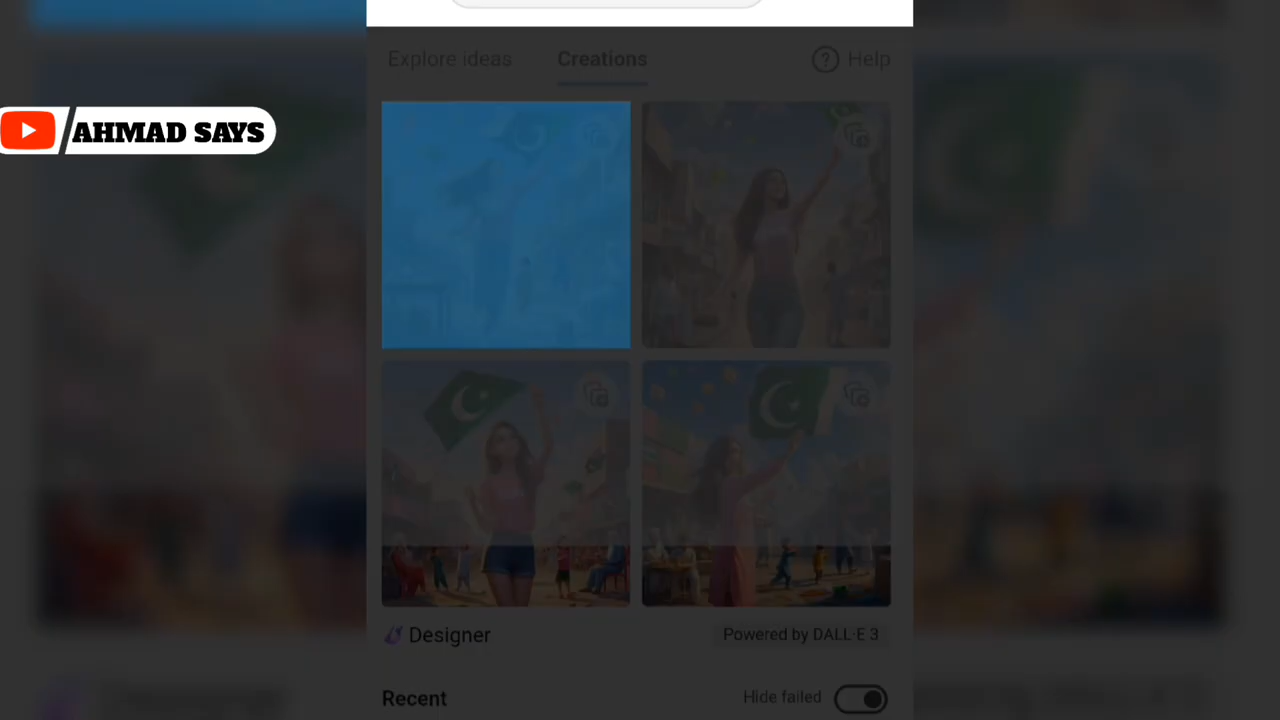 Explore ideas
Creations
Help
AHMAD SAYS
Designer
Powered by DALL·E 3
Recent
Hide failed